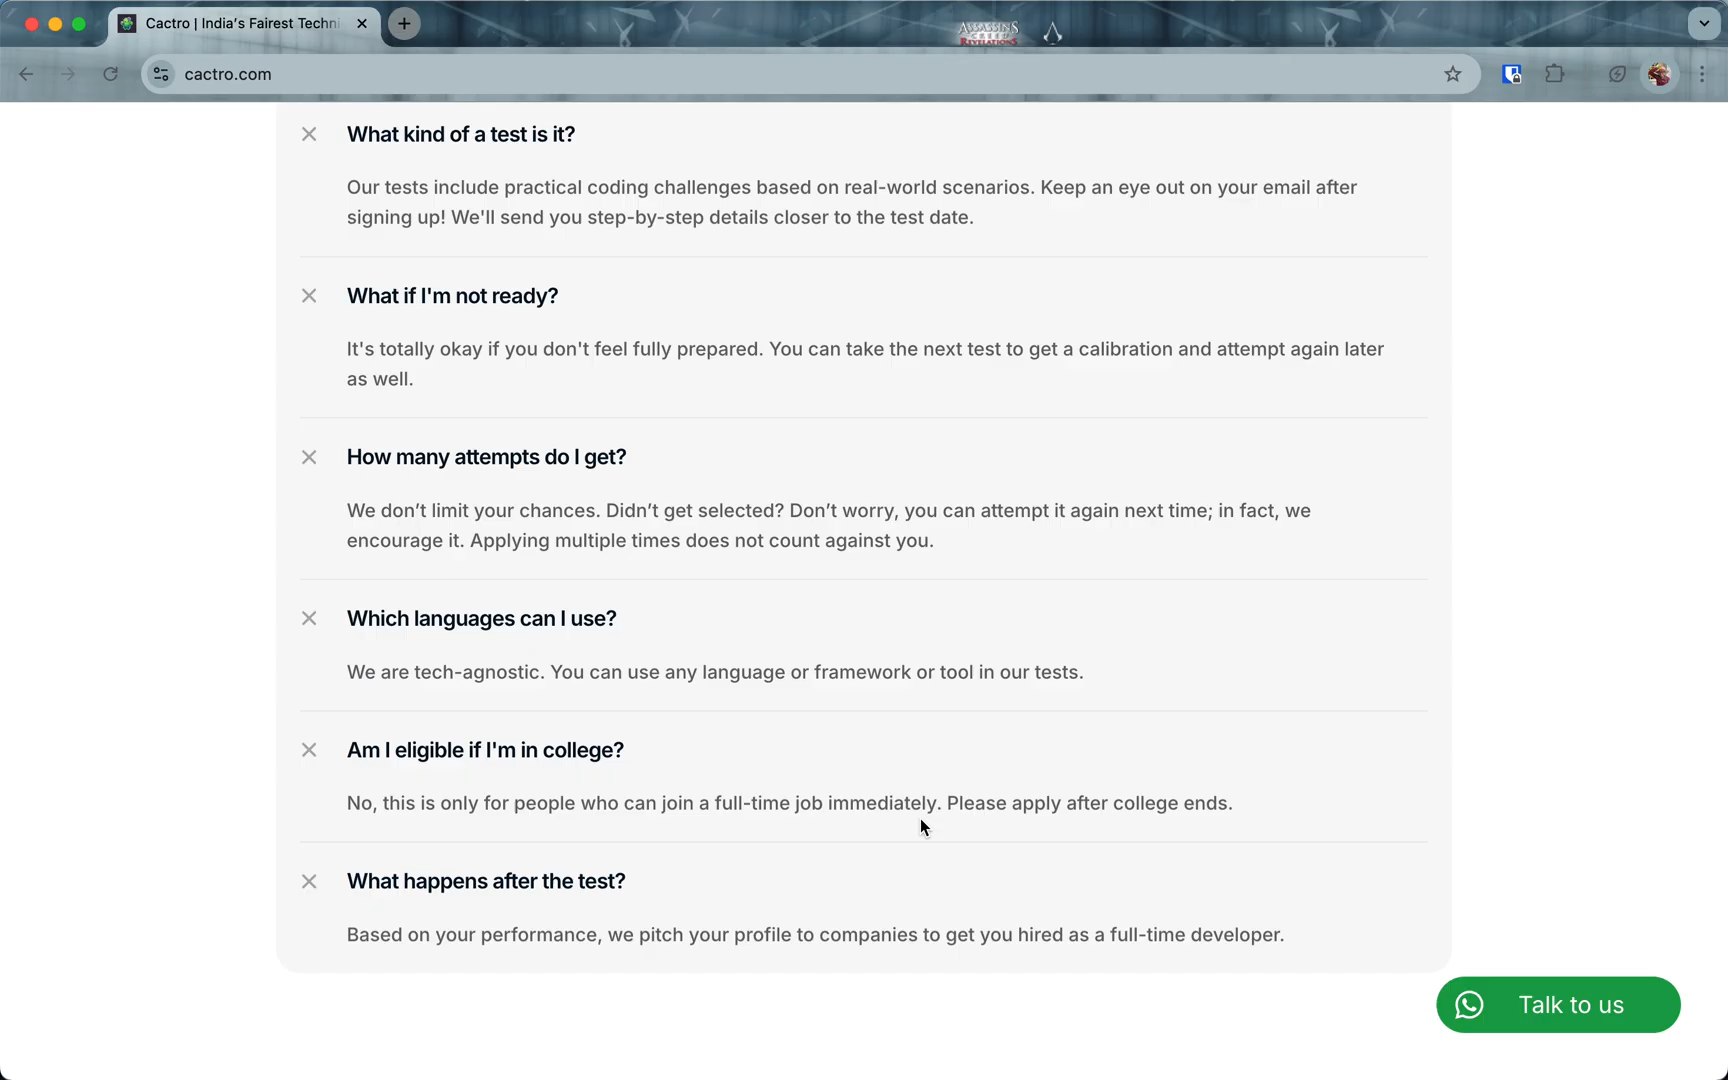 Cactro | India's Fairest Techni
ASSASSIN'S
CREED
REVELATIONS
cactro.com
What kind of a test is it?
Our tests include practical coding challenges based on real-world scenarios. Keep an eye out on your email after
signing up! We'll send you step-by-step details closer to the test date.
What if I'm not ready?
It's totally okay if you don't feel fully prepared. You can take the next test to get a calibration and attempt again later
as well.
How many attempts do I get?
We don’t limit your chances. Didn’t get selected? Don’t worry, you can attempt it again next time; in fact, we
encourage it. Applying multiple times does not count against you.
Which languages can I use?
We are tech-agnostic. You can use any language or framework or tool in our tests.
Am I eligible if I'm in college?
No, this is only for people who can join a full-time job immediately. Please apply after college ends.
What happens after the test?
Based on your performance, we pitch your profile to companies to get you hired as a full-time developer.
Talk to us